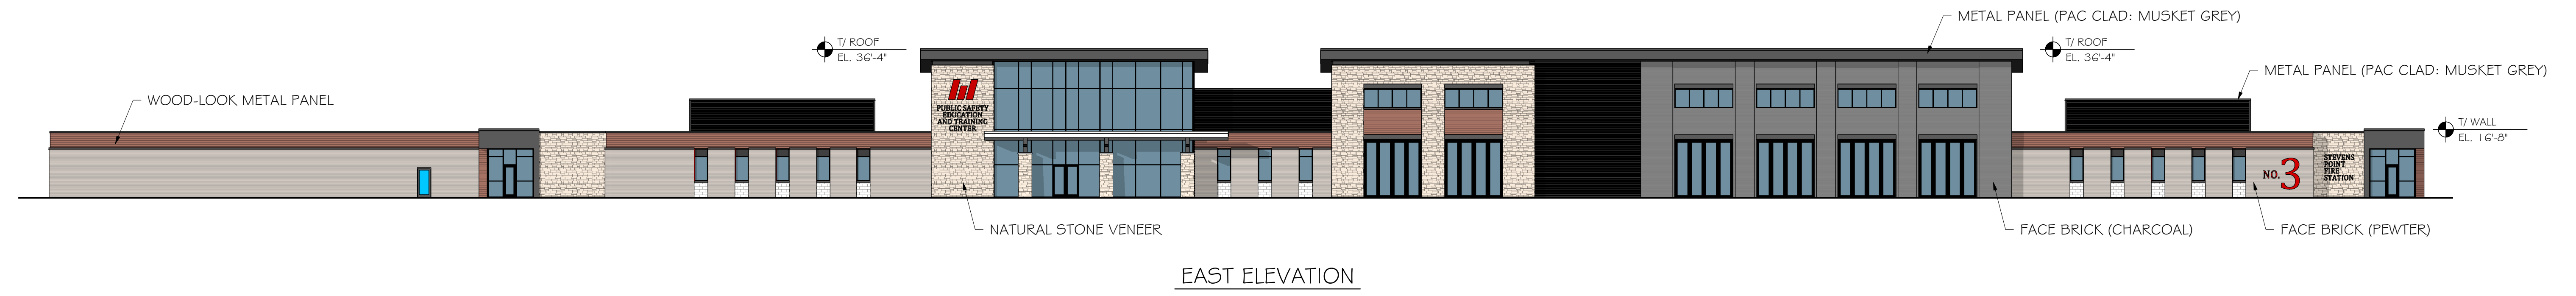 METAL PANEL (PAC CLAD: MUSKET GREY)
T/ ROOF
EL. 36'-4"
T/ ROOF
EL. 36'-4"
METAL PANEL (PAC CLAD: MUSKET GREY)
WOOD-LOOK METAL PANEL
PUBLIC SAFETY
EDUCATION
AND TRAINING
CENTER
T/ WALL
EL. 16'-8"
NO. 3
STEVENS
POINT
FIRE
STATION
NATURAL STONE VENEER
FACE BRICK (CHARCOAL)
FACE BRICK (PEWTER)
EAST ELEVATION